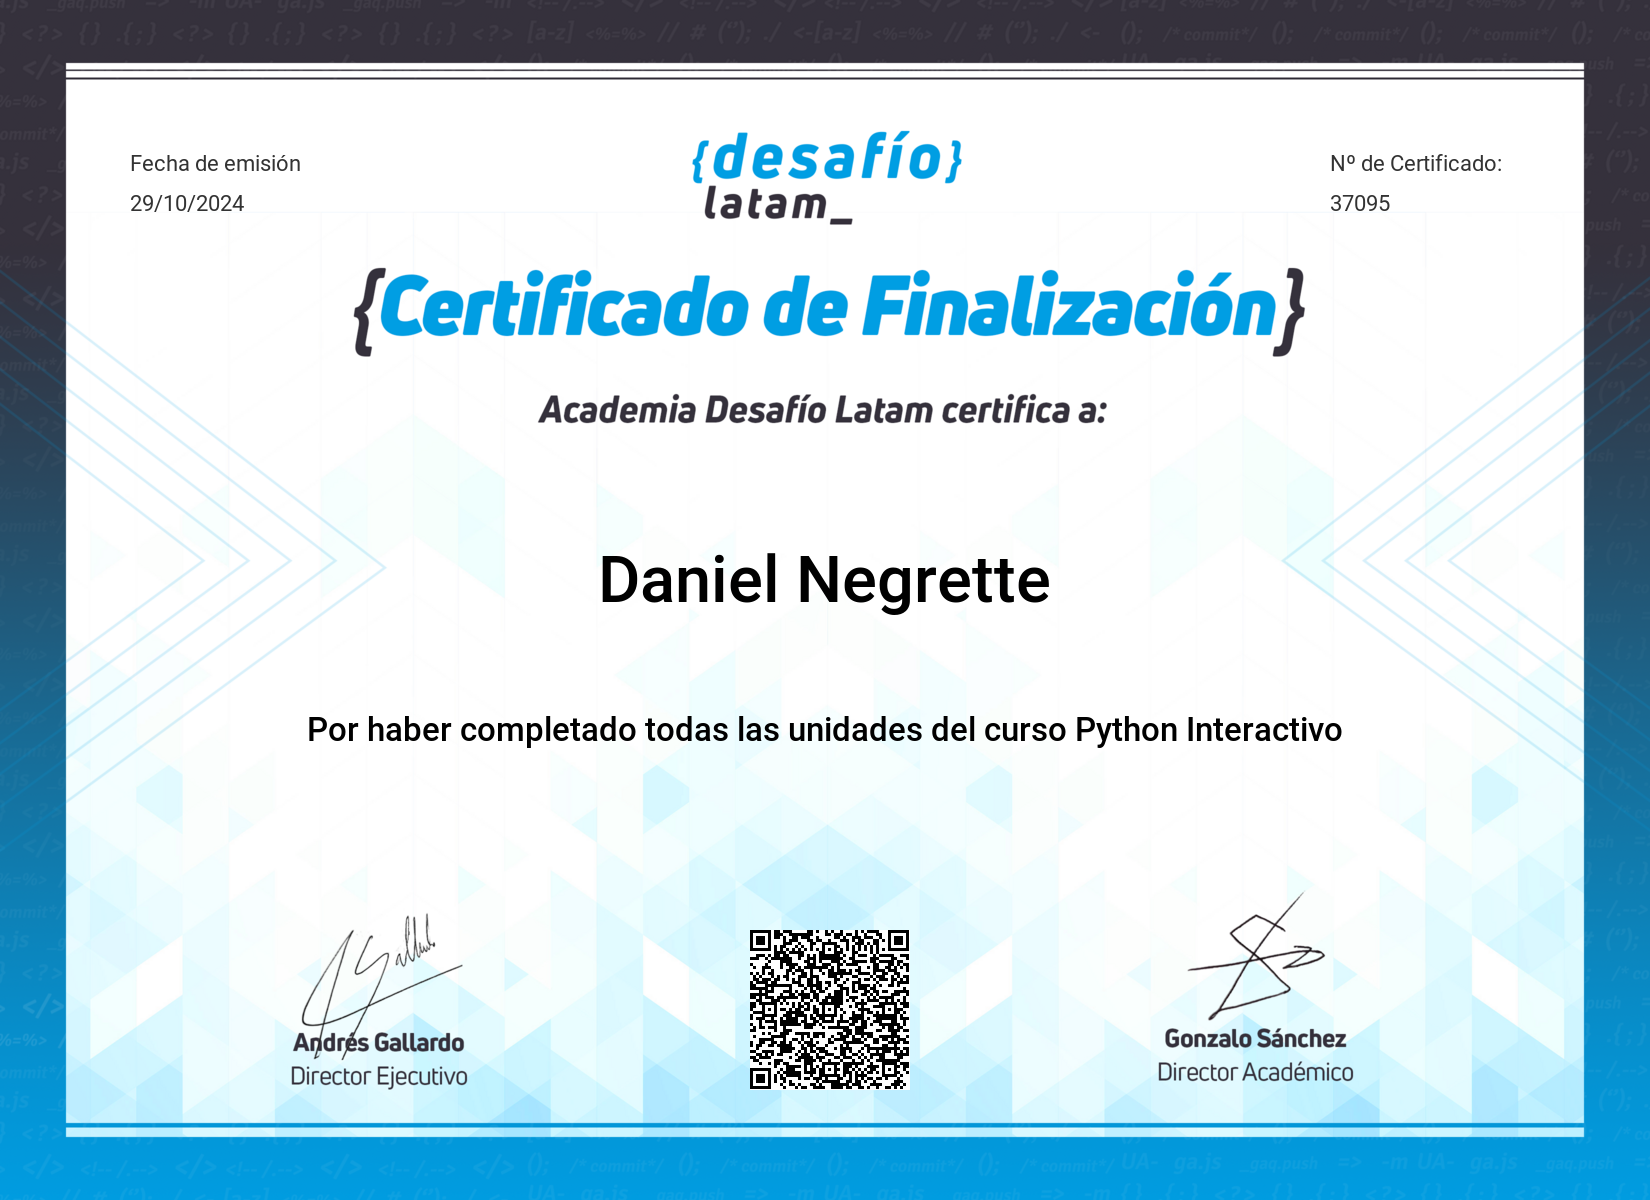 Fecha de emisión
29/10/2024
{desafío}
latam_
Nº de Certificado:
37095
{Certificado de Finalización}
Academia Desafío Latam certifica a:
Daniel Negrette
Por haber completado todas las unidades del curso Python Interactivo
Andrés Gallardo
Director Ejecutivo
Gonzalo Sánchez
Director Académico